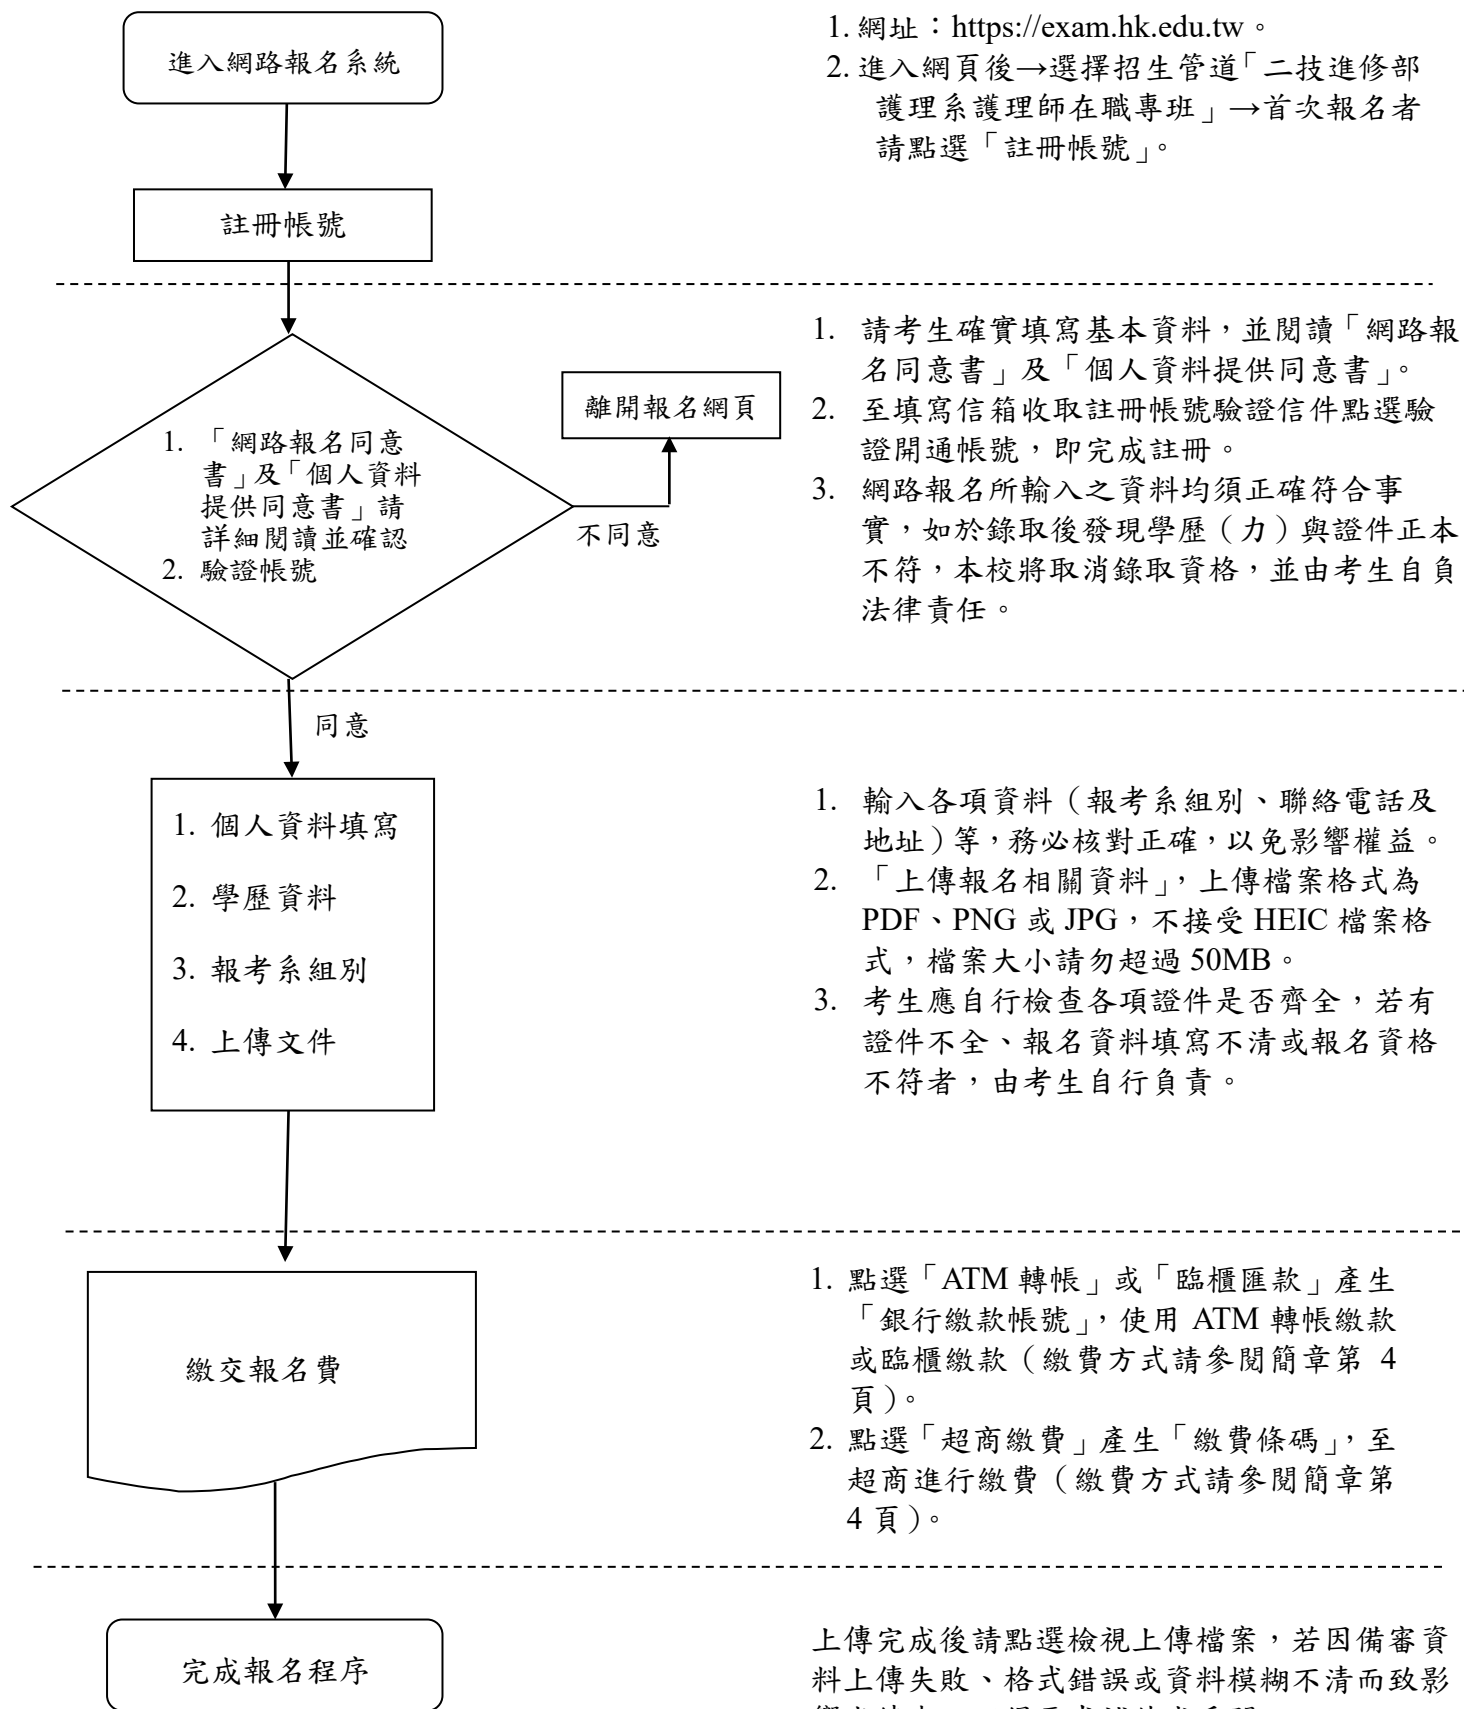 進入網路報名系統
1. 網址：https://exam.hk.edu.tw。
2. 進入網頁後→選擇招生管道「二技進修部
護理系護理師在職專班」→首次報名者
請點選「註冊帳號」。
註冊帳號
1. 「網路報名同意
書」及「個人資料
提供同意書」請
詳細閱讀並確認
2. 驗證帳號
離開報名網頁
不同意
1. 請考生確實填寫基本資料，並閱讀「網路報
名同意書」及「個人資料提供同意書」。
2. 至填寫信箱收取註冊帳號驗證信件點選驗
證開通帳號，即完成註冊。
3. 網路報名所輸入之資料均須正確符合事
實，如於錄取後發現學歷（力）與證件正本
不符，本校將取消錄取資格，並由考生自負
法律責任。
同意
1. 個人資料填寫
2. 學歷資料
3. 報考系組別
4. 上傳文件
1. 輸入各項資料（報考系組別、聯絡電話及
地址）等，務必核對正確，以免影響權益。
2. 「上傳報名相關資料」，上傳檔案格式為
PDF、PNG 或 JPG，不接受 HEIC 檔案格
式，檔案大小請勿超過 50MB。
3. 考生應自行檢查各項證件是否齊全，若有
證件不全、報名資料填寫不清或報名資格
不符者，由考生自行負責。
繳交報名費
1. 點選「ATM 轉帳」或「臨櫃匯款」產生
「銀行繳款帳號」，使用 ATM 轉帳繳款
或臨櫃繳款（繳費方式請參閱簡章第 4
頁）。
2. 點選「超商繳費」產生「繳費條碼」，至
超商進行繳費（繳費方式請參閱簡章第
4 頁）。
完成報名程序
上傳完成後請點選檢視上傳檔案，若因備審資
料上傳失敗、格式錯誤或資料模糊不清而致影